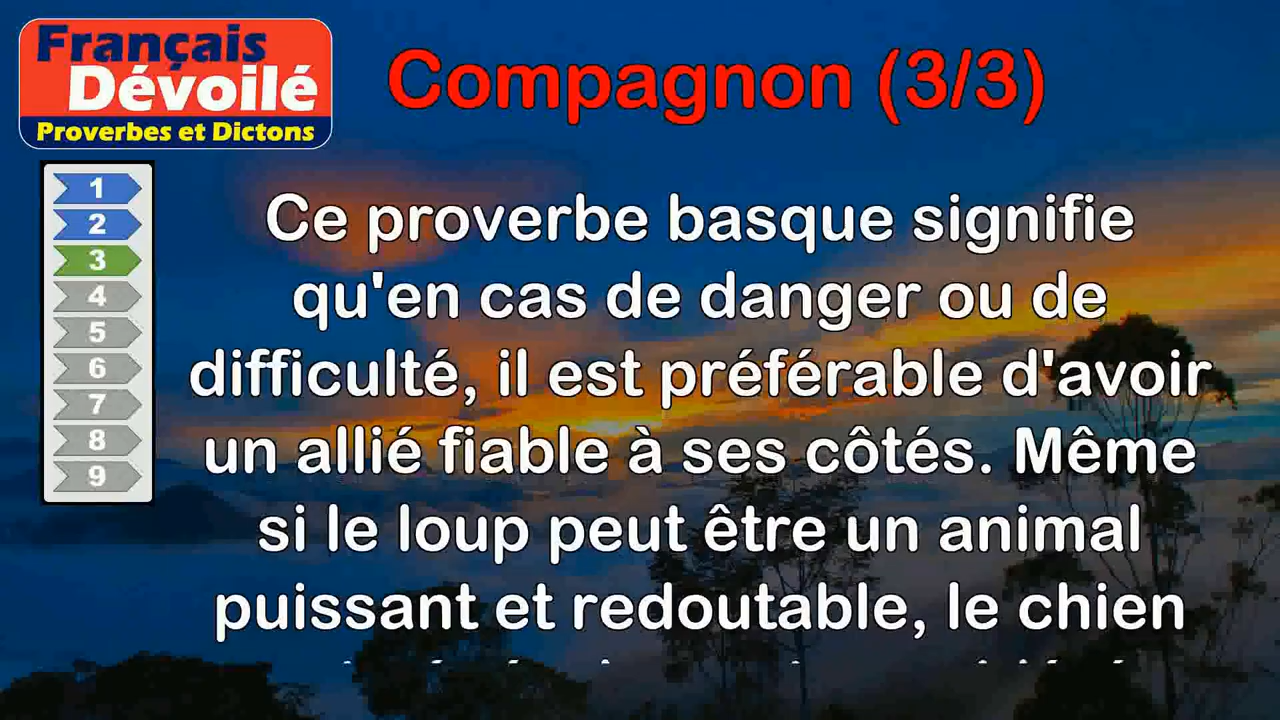 Français
Dévoilé
Proverbes et Dictons
Compagnon (3/3)
1
2
3
4
5
6
7
8
9
Ce proverbe basque signifie
qu'en cas de danger ou de
difficulté, il est préférable d'avoir
un allié fiable à ses côtés. Même
si le loup peut être un animal
puissant et redoutable, le chien